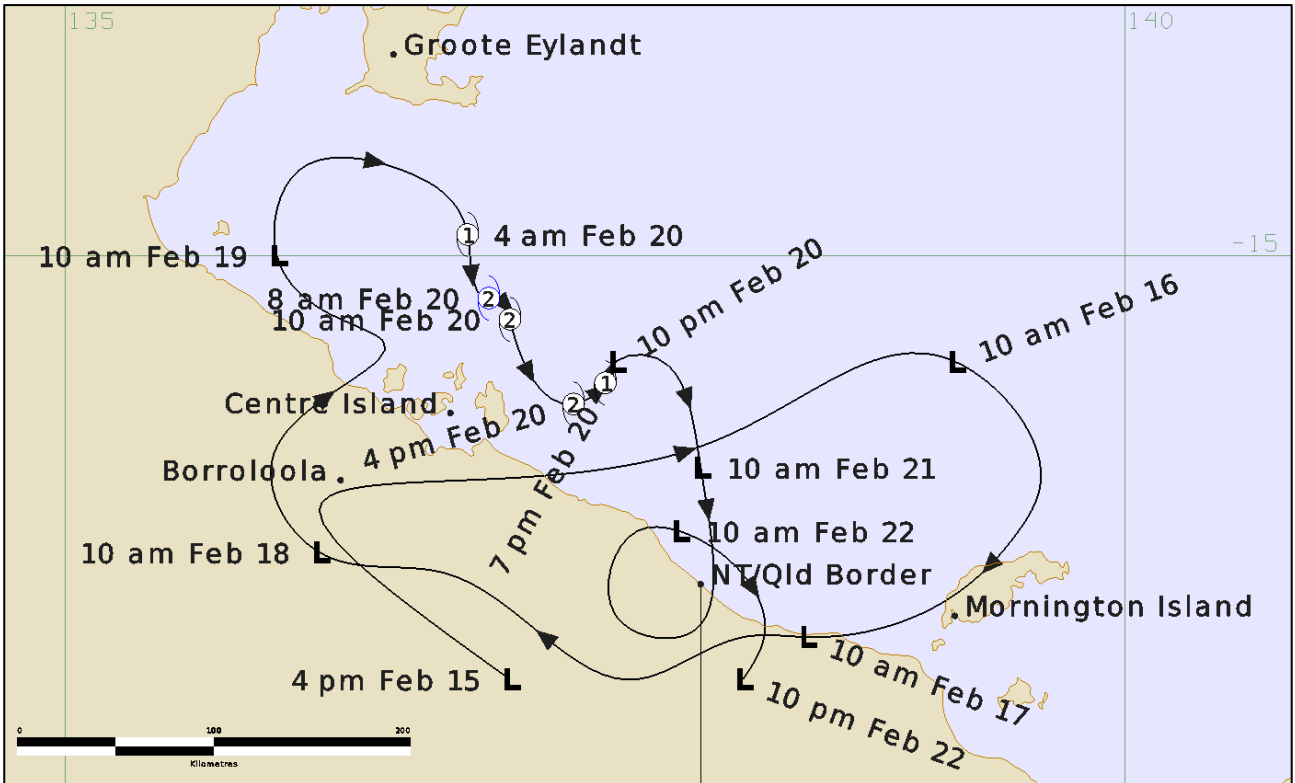 135
140
Groote Eylandt
4 am Feb 20
-15
10 am Feb 19
10 pm Feb 20
8 am Feb 20
10 am Feb 16
10 am Feb 20
Centre Island
4 pm Feb 20
Borroloola
10 am Feb 21
7 pm Feb 20
10 am Feb 22
10 am Feb 18
NT/Qld Border
Mornington Island
4 pm Feb 15
10 am Feb 17
10 pm Feb 22
L
L
L
L
L
L
L
L
L
1
2
2
2
1
0
100
200
Kilometres